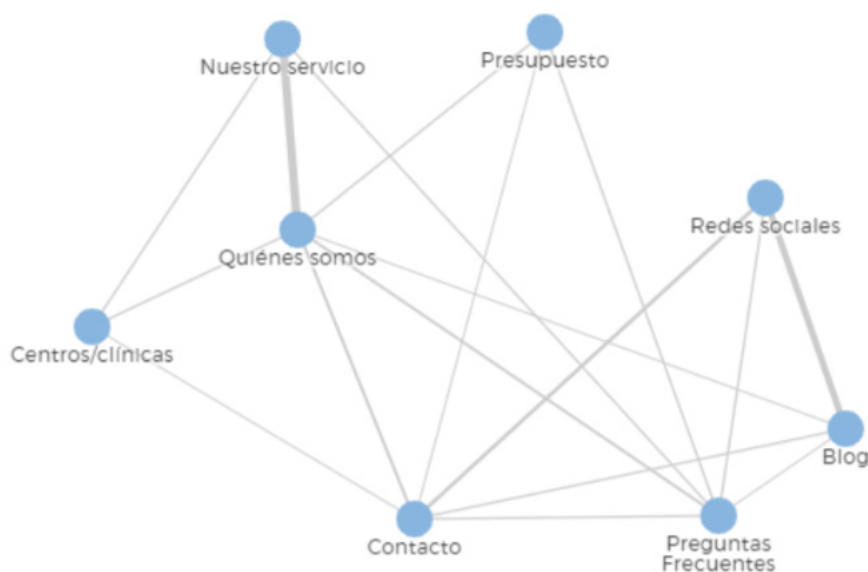 Nuestro servicio
Presupuesto
Redes sociales
Quiénes somos
Centros/clínicas
Blog
Contacto
Preguntas
Frecuentes